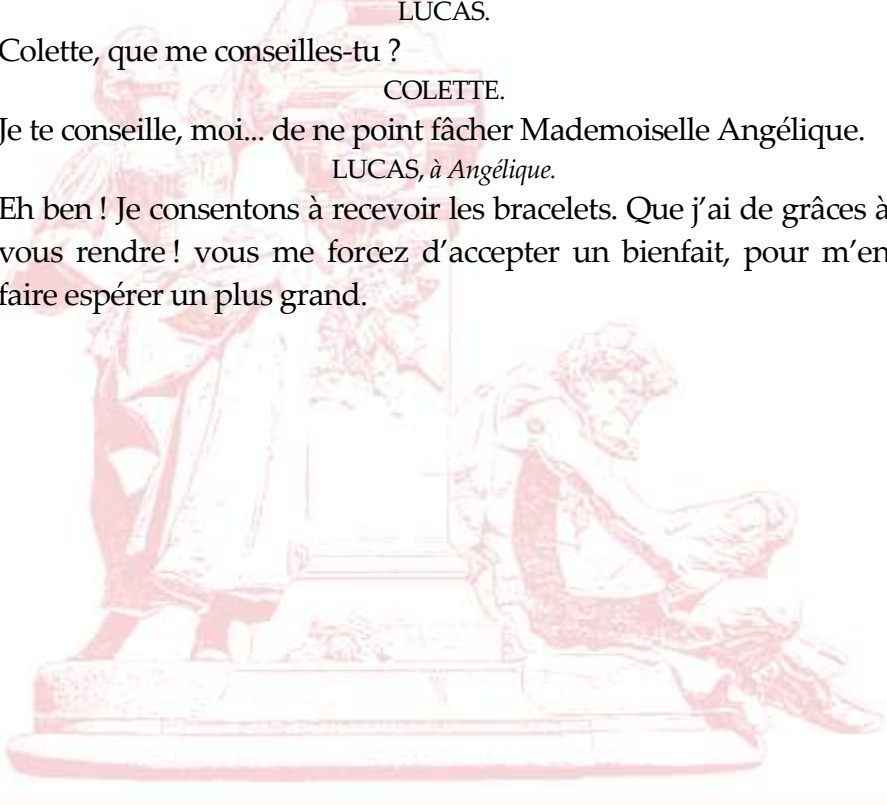 LUCAS.
Colette, que me conseilles-tu ?
COLETTE.
Je te conseille, moi... de ne point fâcher Mademoiselle Angélique.
LUCAS, à Angélique.
Eh ben ! Je consentons à recevoir les bracelets. Que j’ai de grâces à
vous rendre ! vous me forcez d’accepter un bienfait, pour m’en
faire espérer un plus grand.